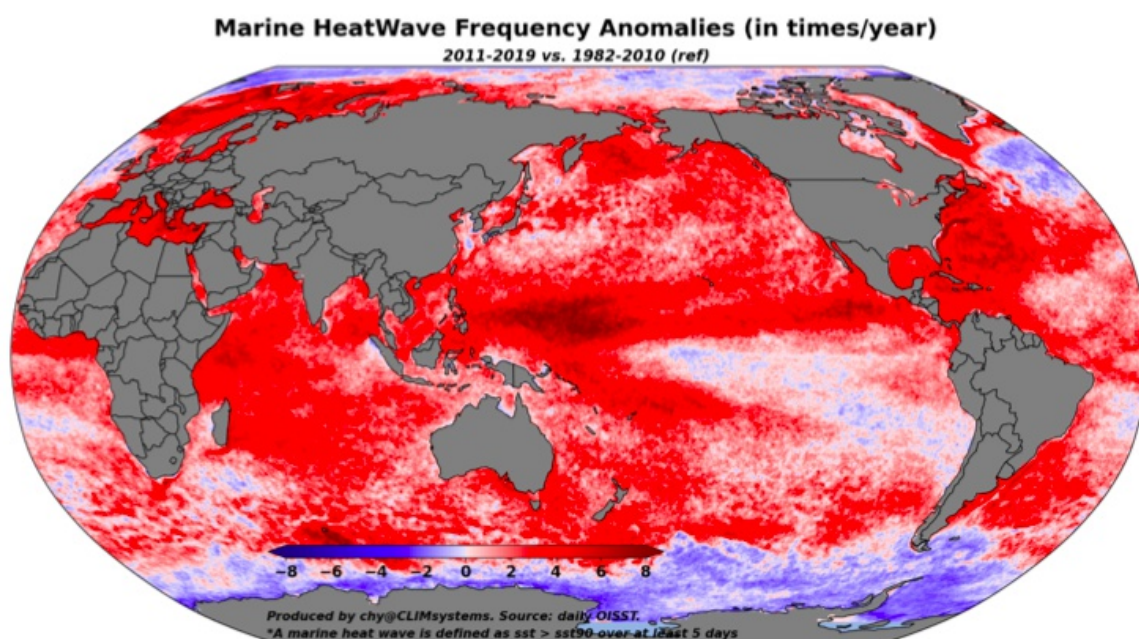 Marine HeatWave Frequency Anomalies (in times/year)
2011-2019 vs. 1982-2010 (ref)
−8 −6 −4 −2 0 2 4 6 8
Produced by chy@CLIMsystems. Source: daily OISST.
*A marine heat wave is defined as sst > sst90 over at least 5 days